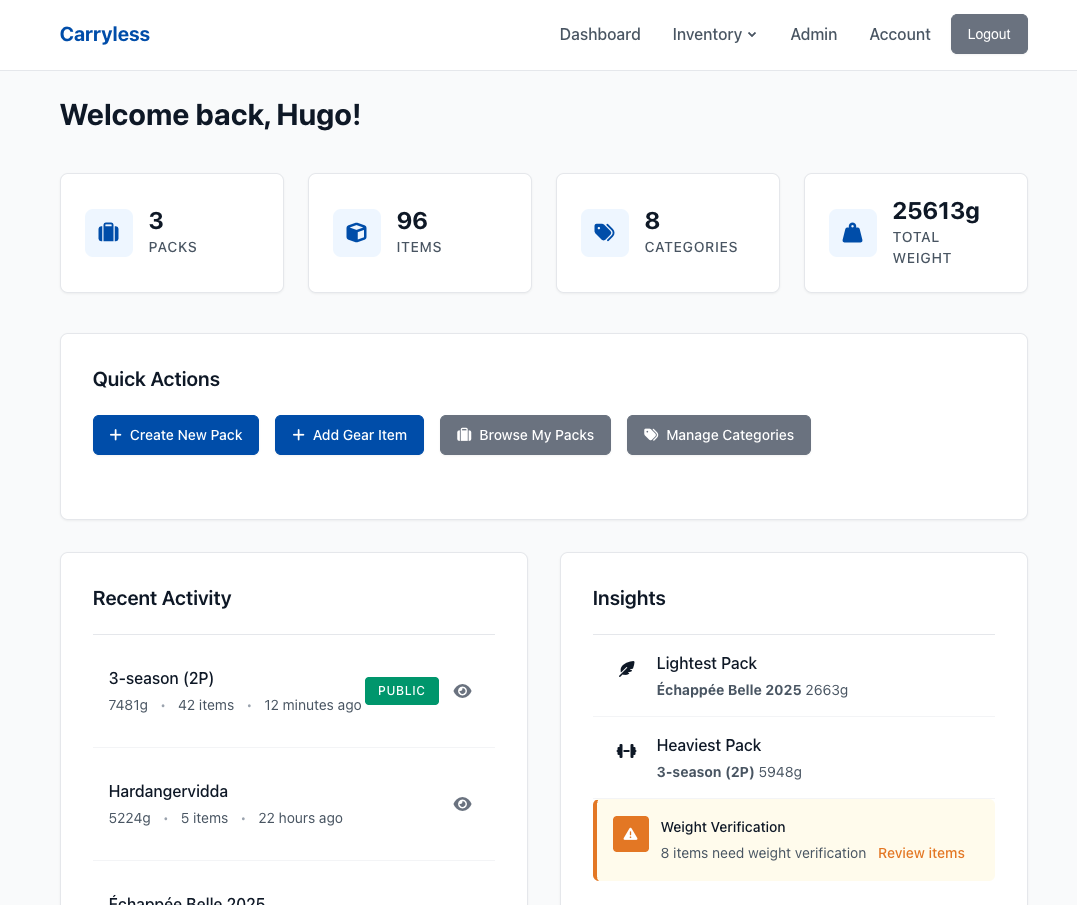 Carryless
Dashboard
Inventory
Admin
Account
Logout
Welcome back, Hugo!
3
PACKS
96
ITEMS
8
CATEGORIES
25613g
TOTAL
WEIGHT
Quick Actions
Create New Pack
Add Gear Item
Browse My Packs
Manage Categories
Recent Activity
3-season (2P)
7481g • 42 items • 12 minutes ago
PUBLIC
Hardangervidda
5224g • 5 items • 22 hours ago
Échappée Belle 2025
Insights
Lightest Pack
Échappée Belle 2025 2663g
Heaviest Pack
3-season (2P) 5948g
Weight Verification
8 items need weight verification Review items